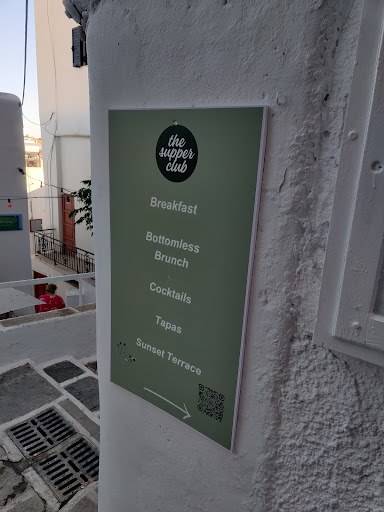 the
supper
club
Breakfast
Bottomless
Brunch
Cocktails
Tapas
Sunset Terrace